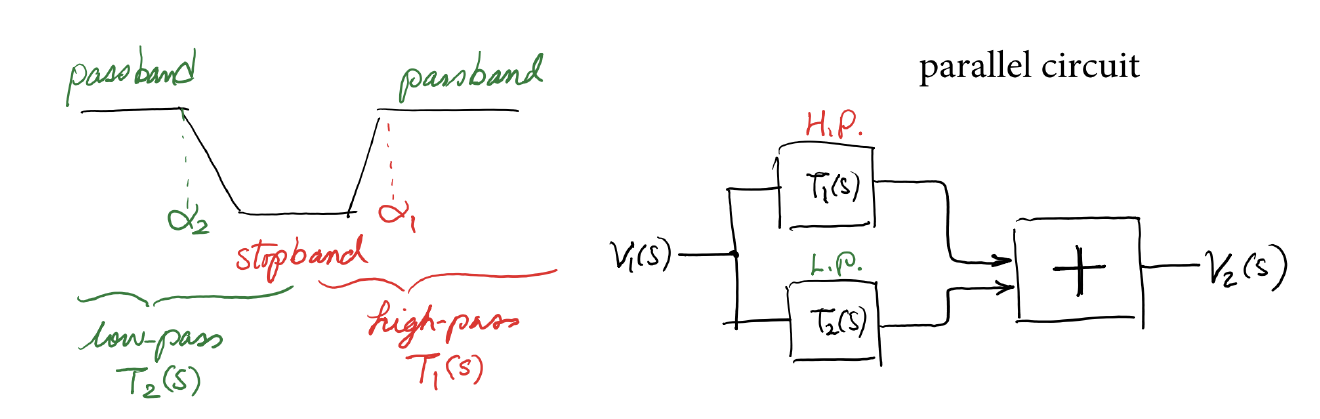 passband
passband
α₂
α₁
stopband
low-pass
T₂(s)
high-pass
T₁(s)
parallel circuit
H.P.
T₁(s)
V₁(s)
L.P.
T₂(s)
+
V₂(s)